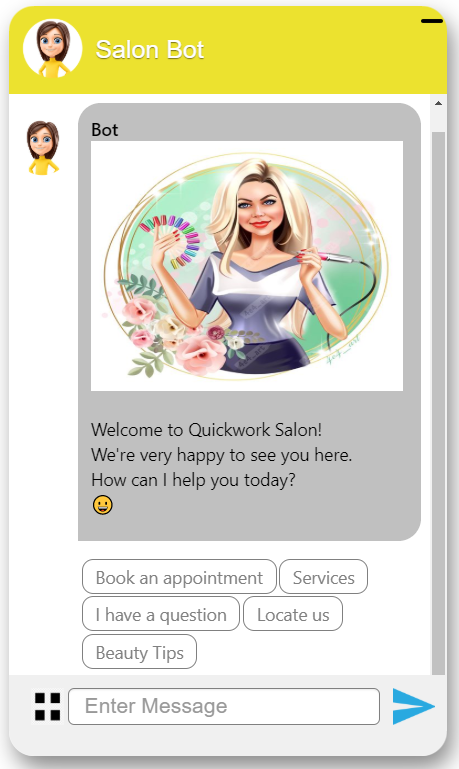 Salon Bot
Bot
Welcome to Quickwork Salon!
We're very happy to see you here.
How can I help you today?
Book an appointment
Services
I have a question
Locate us
Beauty Tips
Enter Message